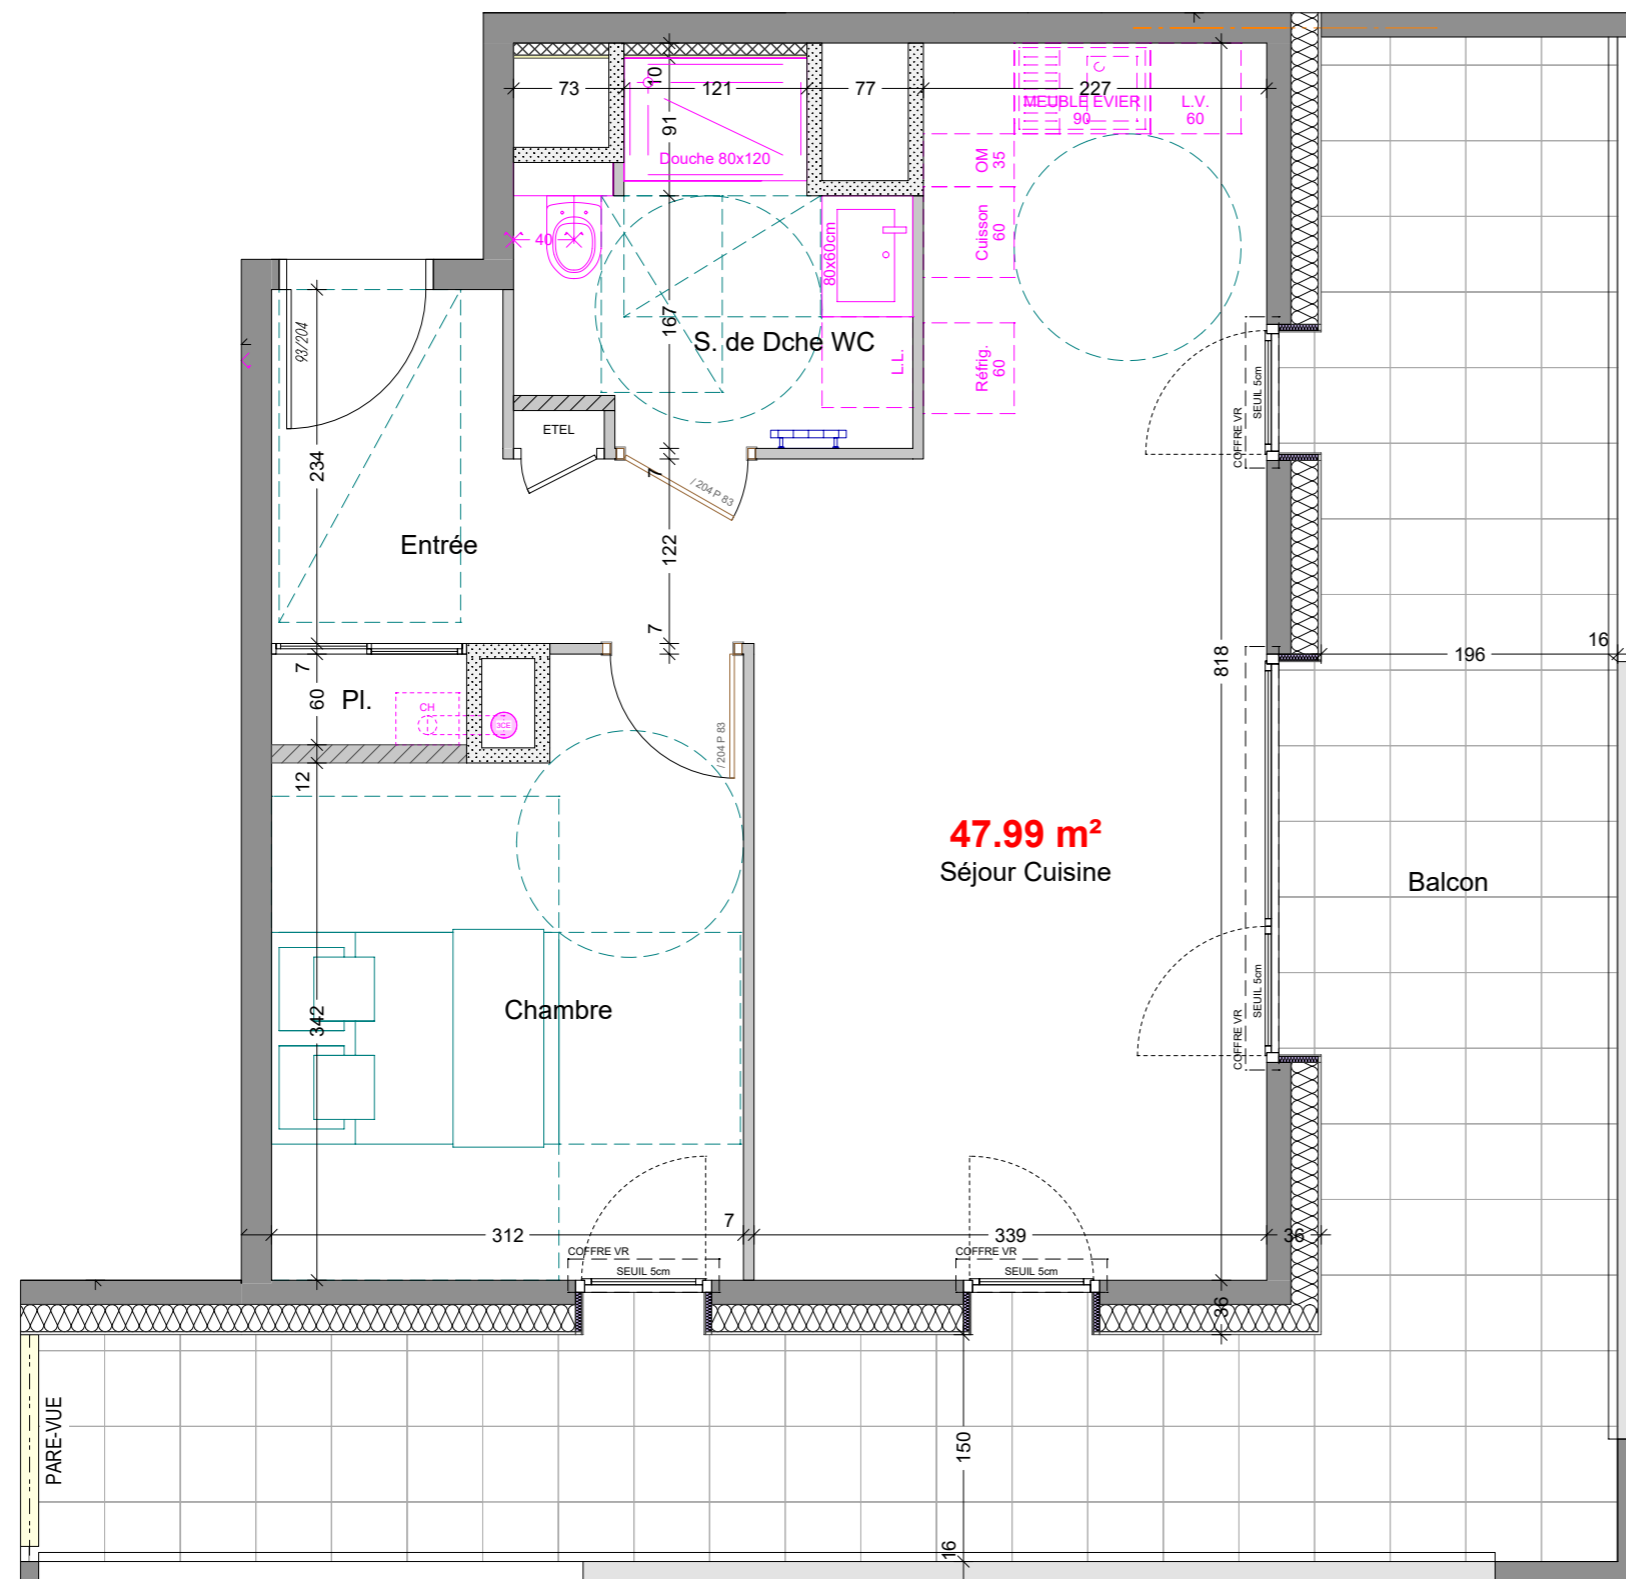 73
10
121
77
227
91
MEUBLE EVIER
90
L.V.
60
Douche 80x120
OM
35
Cuisson
60
40
80x60cm
93/204
167
S. de Dche WC
L.L.
Réfrig.
60
SEUIL 5cm
COFFRE VR
ETEL
234
7
/ 204 P 83
Entrée
122
7
16
196
818
7
60
Pl.
CH
3CE
/ 204 P 83
12
47.99 m²
Séjour Cuisine
Balcon
SEUIL 5cm
COFFRE VR
Chambre
342
312
7
339
36
COFFRE VR
SEUIL 5cm
COFFRE VR
SEUIL 5cm
36
PARE-VUE
150
16